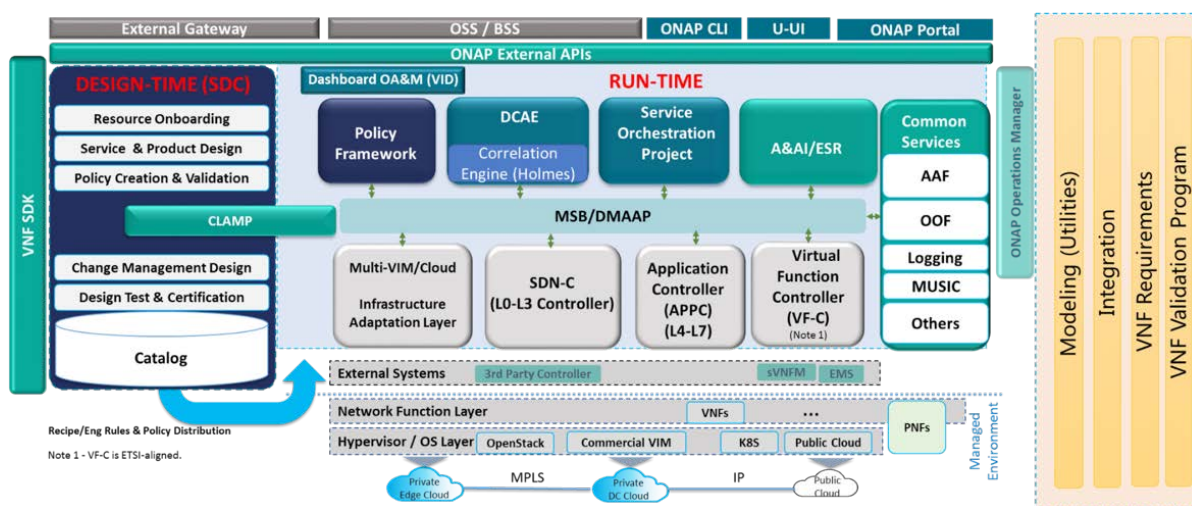 External Gateway
OSS / BSS
ONAP CLI
U-UI
ONAP Portal
ONAP External APIs
VNF SDK
DESIGN-TIME (SDC)
Resource Onboarding
Service & Product Design
Policy Creation & Validation
CLAMP
Change Management Design
Design Test & Certification
Catalog
Recipe/Eng Rules & Policy Distribution
Note 1 - VF-C is ETSI-aligned.
Dashboard OA&M (VID)
RUN-TIME
Policy
Framework
DCAE
Correlation
Engine (Holmes)
Service
Orchestration
Project
A&AI/ESR
MSB/DMAAP
Multi-VIM/Cloud
Infrastructure
Adaptation Layer
SDN-C
(L0-L3 Controller)
Application
Controller
(APPC)
(L4-L7)
Virtual
Function
Controller
(VF-C)
(Note 1)
Common
Services
AAF
OOF
Logging
MUSIC
Others
ONAP Operations Manager
External Systems
3rd Party Controller
sVNFM
EMS
Network Function Layer
VNFs
...
PNFs
Hypervisor / OS Layer
OpenStack
Commercial VIM
K8S
Public Cloud
Managed
Environment
Private
Edge Cloud
MPLS
Private
DC Cloud
IP
Public
Cloud
Modeling (Utilities)
Integration
VNF Requirements
VNF Validation Program